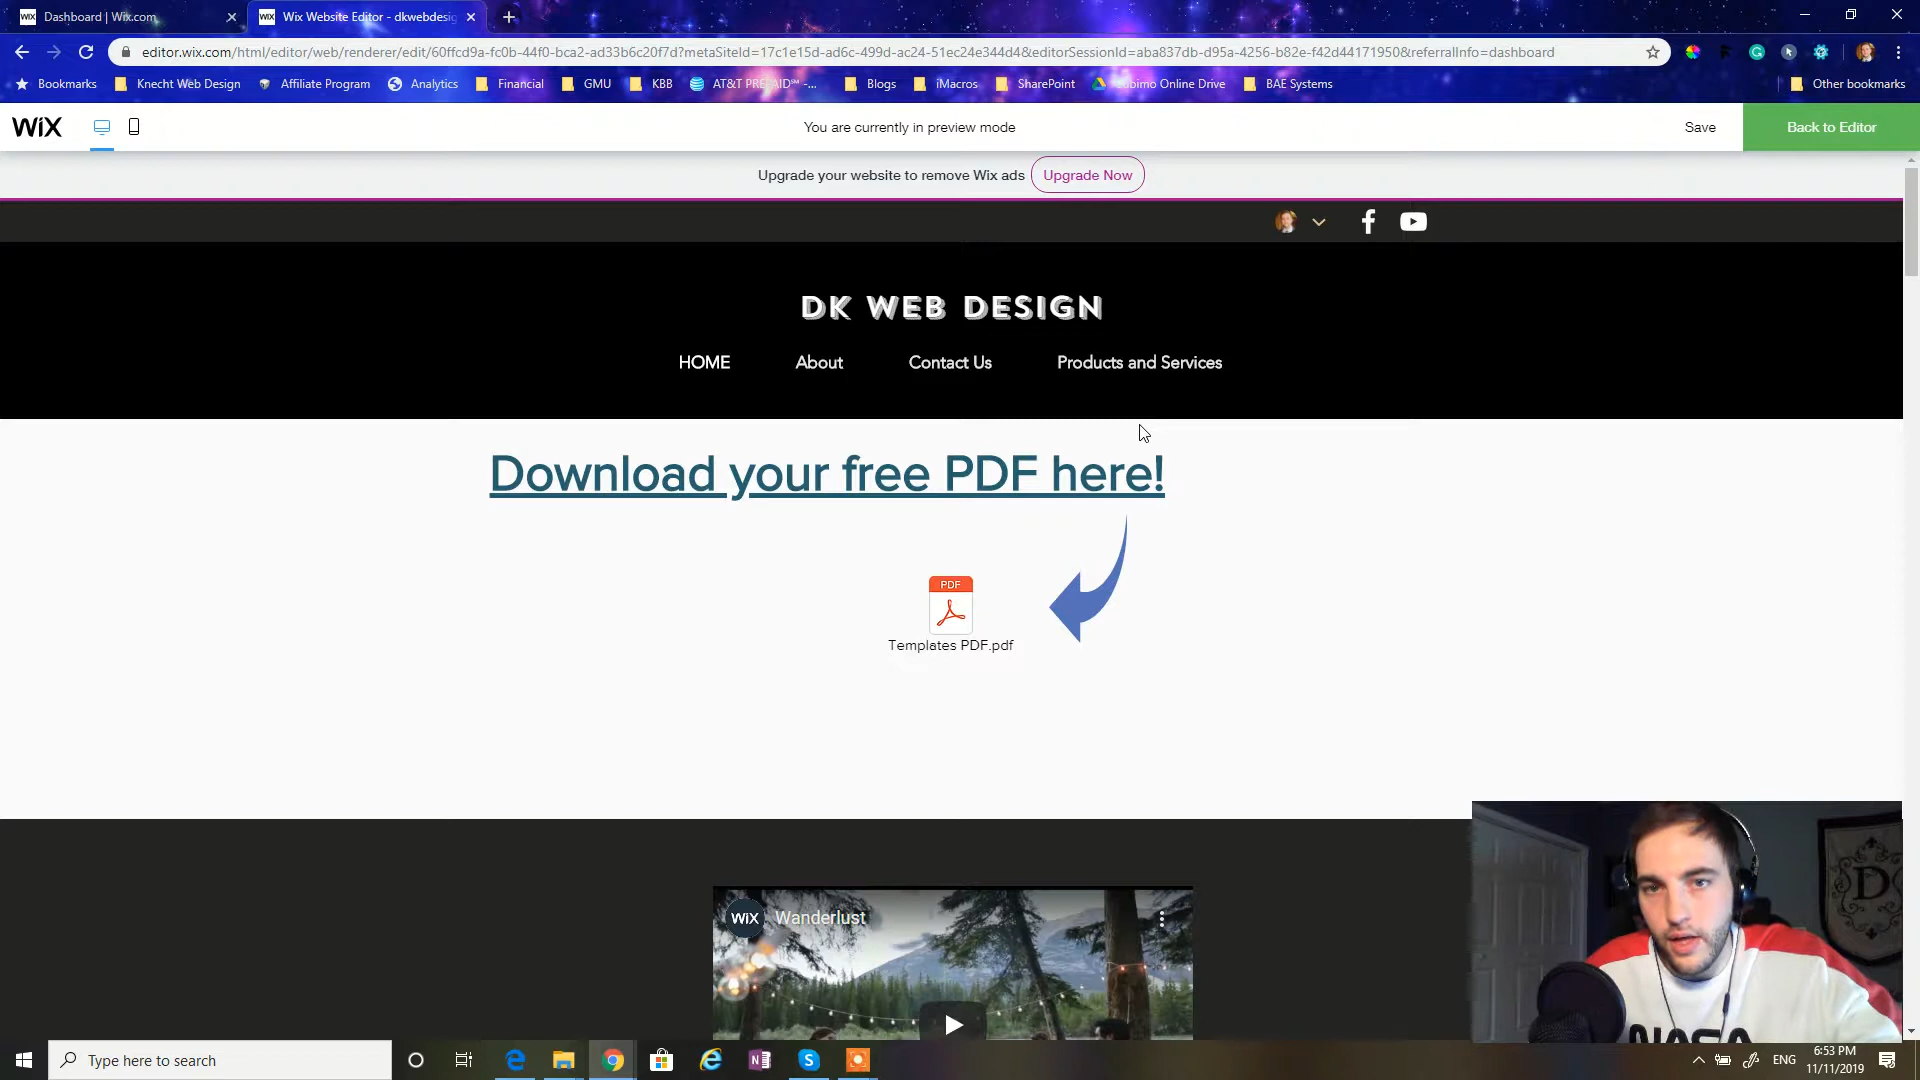 Dashboard | Wix.com
Wix Website Editor - dkwebdesig
editor.wix.com/html/editor/web/renderer/edit/60ffcd9a-fc0b-44f0-bca2-ad33b6c20f7d?metaSiteId=17c1e15d-ad6c-499d-ac24-51ec24e344d4&editorSessionId=aba837db-d95a-4256-b82e-f42d44171950&referralInfo=dashboard
Bookmarks Knecht Web Design Affiliate Program Analytics Financial GMU KBB AT&T PREPAID℠ -... Blogs iMacros SharePoint Online Drive BAE Systems Other bookmarks
WiX You are currently in preview mode Save Back to Editor
Upgrade your website to remove Wix ads Upgrade Now
DK WEB DESIGN
HOME About Contact Us Products and Services
Download your free PDF here!
PDF
Templates PDF.pdf
WiX Wanderlust
NASA
Type here to search
ENG
6:53 PM
11/11/2019